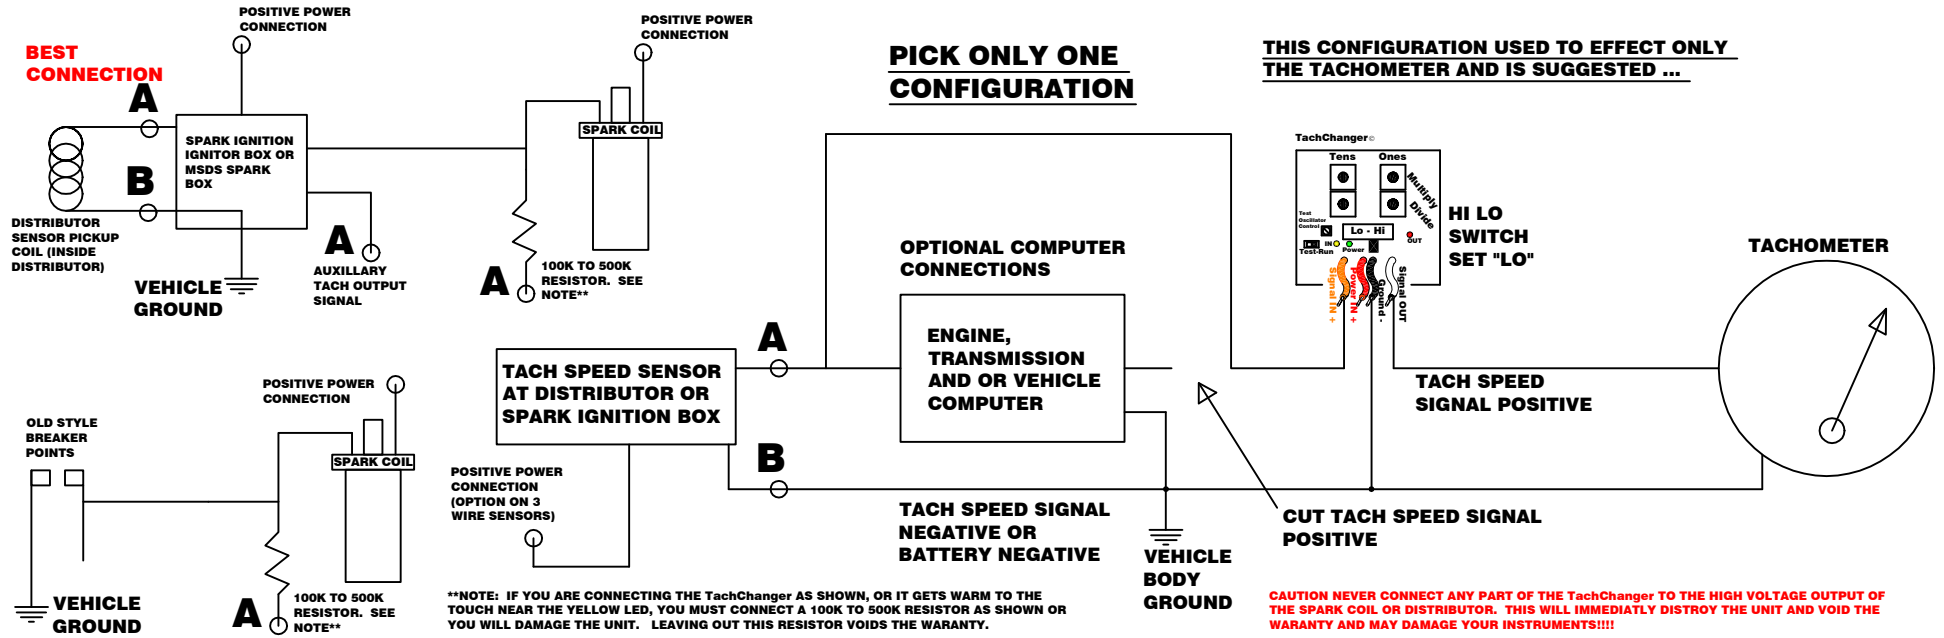 BEST
CONNECTION
POSITIVE POWER
CONNECTION
A
B
SPARK IGNITION
IGNITOR BOX OR
MSDS SPARK
BOX
DISTRIBUTOR
SENSOR PICKUP
COIL (INSIDE
DISTRIBUTOR)
VEHICLE
GROUND
A
AUXILLARY
TACH OUTPUT
SIGNAL
POSITIVE POWER
CONNECTION
SPARK COIL
A
100K TO 500K
RESISTOR.  SEE
NOTE**
PICK ONLY ONE
CONFIGURATION
THIS CONFIGURATION USED TO EFFECT ONLY
THE TACHOMETER AND IS SUGGESTED ...
TachChanger©
Tens
Ones
Multiply
Divide
Test
Oscillator
Control
Lo - Hi
IN
Power
OUT
Test-Run
Signal IN +
Power IN +
Ground -
Signal OUT
HI LO
SWITCH
SET "LO"
TACHOMETER
OPTIONAL COMPUTER
CONNECTIONS
ENGINE,
TRANSMISSION
AND OR VEHICLE
COMPUTER
TACH SPEED SENSOR
AT DISTRIBUTOR OR
SPARK IGNITION BOX
A
B
TACH SPEED
SIGNAL POSITIVE
POSITIVE POWER
CONNECTION
(OPTION ON 3
WIRE SENSORS)
TACH SPEED SIGNAL
NEGATIVE OR
BATTERY NEGATIVE
VEHICLE
BODY
GROUND
CUT TACH SPEED SIGNAL
POSITIVE
POSITIVE POWER
CONNECTION
OLD STYLE
BREAKER
POINTS
SPARK COIL
VEHICLE
GROUND
A
100K TO 500K
RESISTOR.  SEE
NOTE**
**NOTE:  IF YOU ARE CONNECTING THE TachChanger AS SHOWN, OR IT GETS WARM TO THE
TOUCH NEAR THE YELLOW LED, YOU MUST CONNECT A 100K TO 500K RESISTOR AS SHOWN OR
YOU WILL DAMAGE THE UNIT.   LEAVING OUT THIS RESISTOR VOIDS THE WARANTY.
CAUTION NEVER CONNECT ANY PART OF THE TachChanger TO THE HIGH VOLTAGE OUTPUT OF
THE SPARK COIL OR DISTRIBUTOR.  THIS WILL IMMEDIATLY DISTROY THE UNIT AND VOID THE
WARANTY AND MAY DAMAGE YOUR INSTRUMENTS!!!!